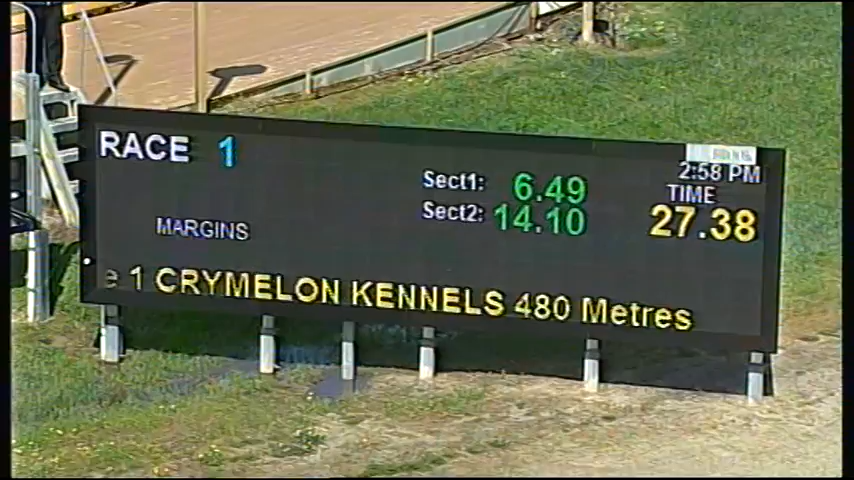 RACE 1
2:58 PM
Sect1: 6.49
TIME
Sect2: 14.10
27.38
MARGINS
e 1 CRYMELON KENNELS 480 Metres